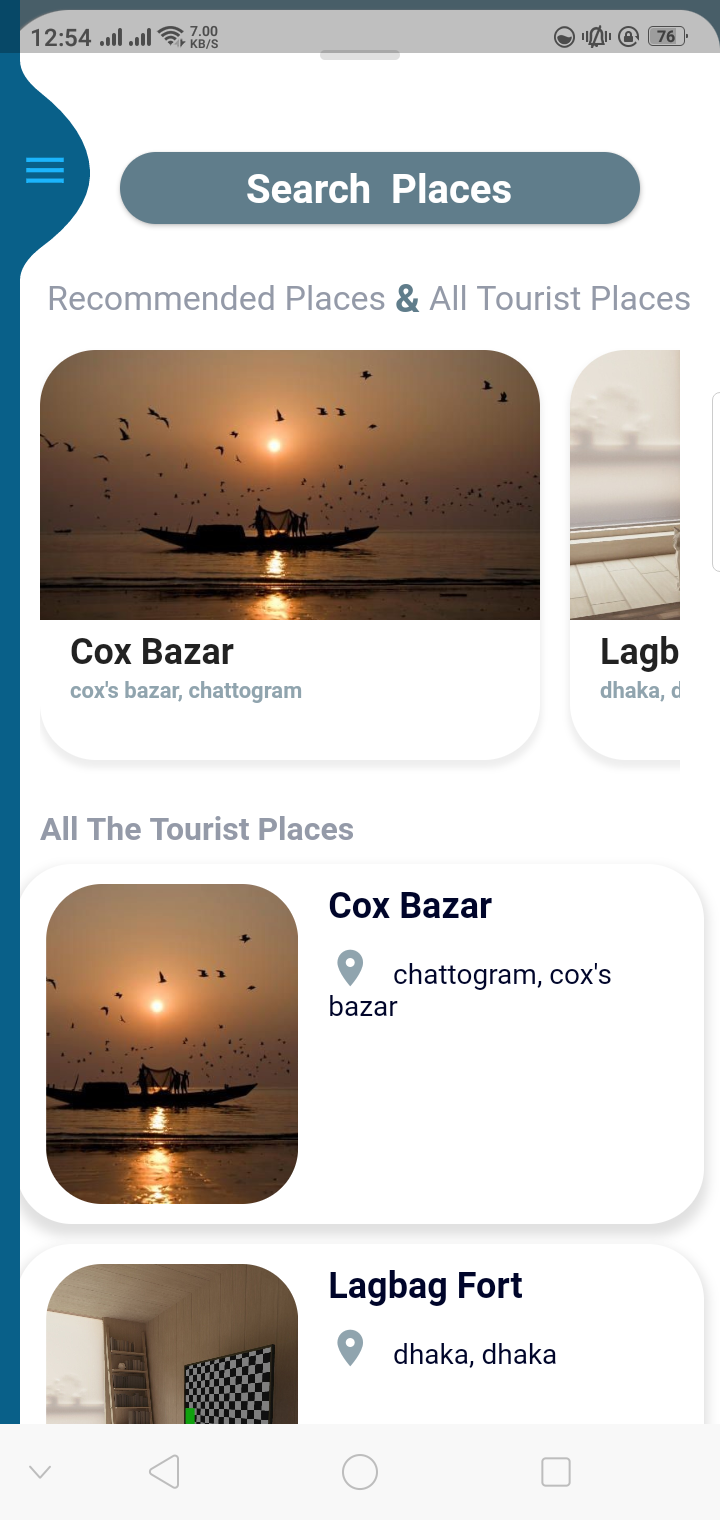 12:54 7.00 KB/S 76
Search Places
Recommended Places & All Tourist Places
Cox Bazar
cox's bazar, chattogram
Lagb
dhaka, d
All The Tourist Places
Cox Bazar
chattogram, cox's
bazar
Lagbag Fort
dhaka, dhaka